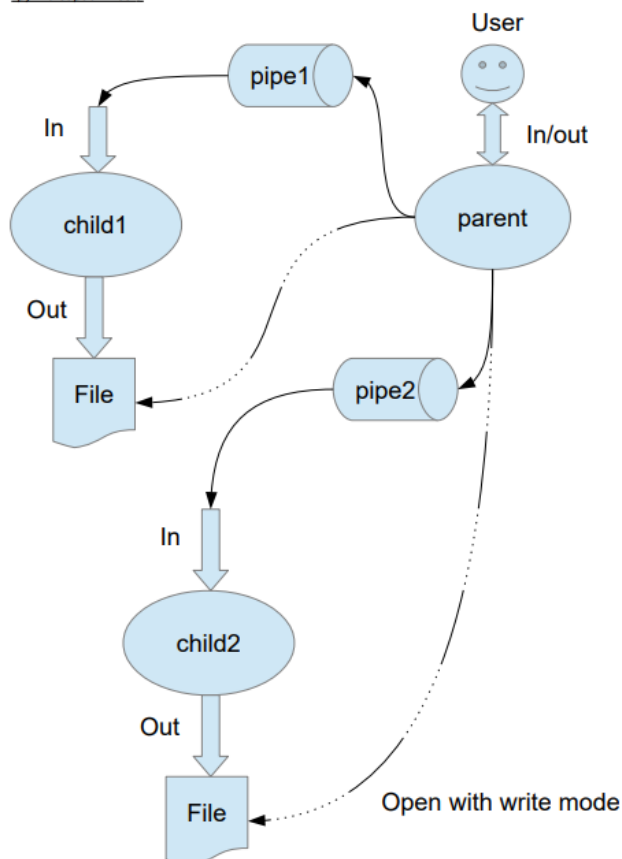 User
pipe1
In
In/out
child1
parent
Out
File
pipe2
In
child2
Out
File
Open with write mode